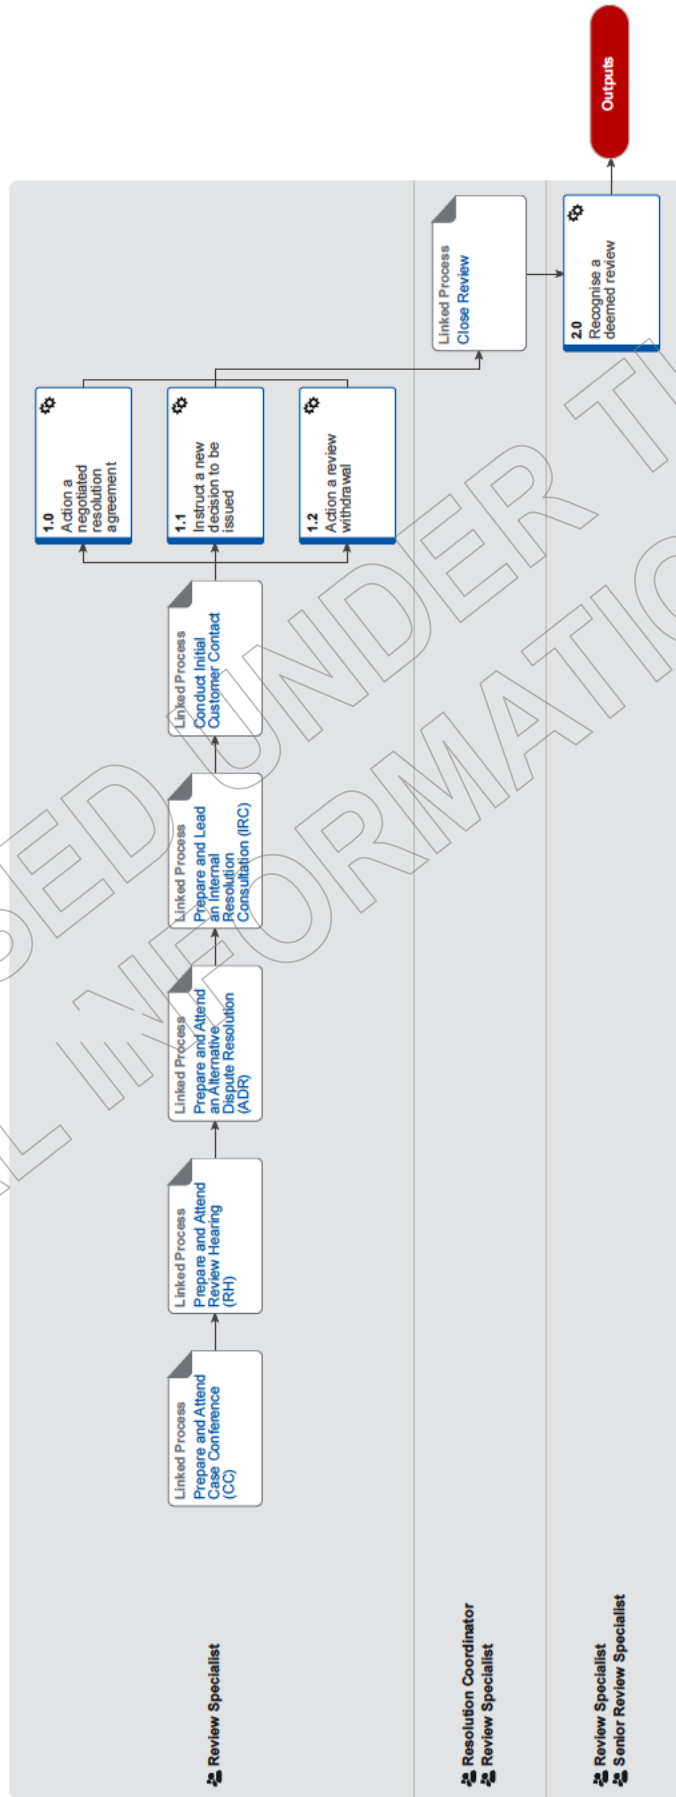 Review Specialist
Linked Process
Prepare and Attend
Case Conference
(CC)
Linked Process
Prepare and Attend
Review Hearing
(RH)
Linked Process
Prepare and Attend
an Alternative
Dispute Resolution
(ADR)
Linked Process
Prepare and Lead
an Internal
Resolution
Consultation (IRC)
Linked Process
Conduct Initial
Customer Contact
1.0
Action a
negotiated
resolution
agreement
1.1
Instruct a new
decision to be
issued
1.2
Action a review
withdrawal
Resolution Coordinator
Review Specialist
Linked Process
Close Review
Review Specialist
Senior Review Specialist
2.0
Recognise a
deemed review
Outputs
UNDER